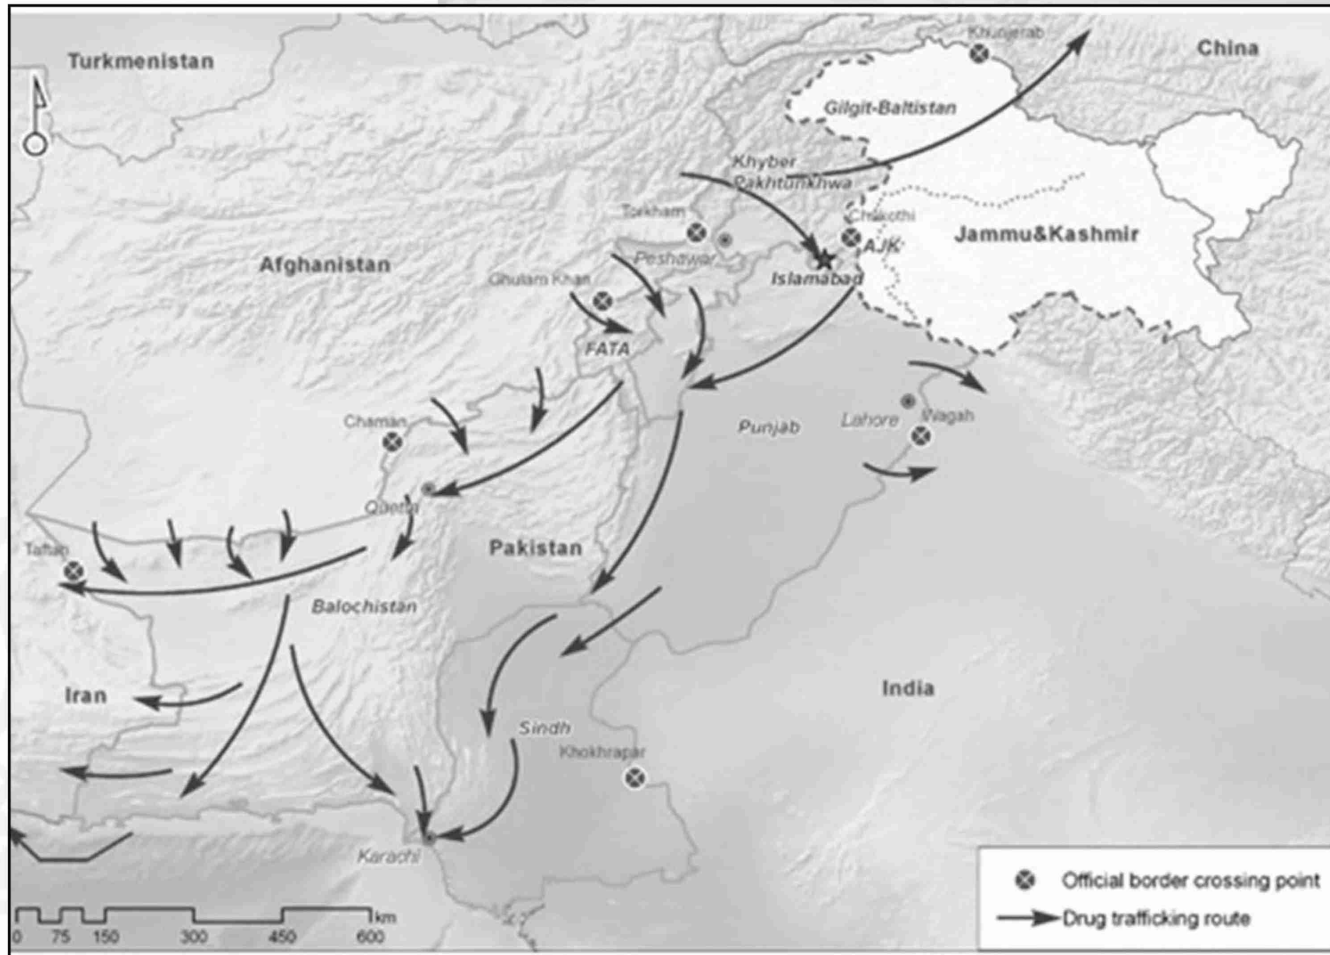 Khunjerab
China
Turkmenistan
Gilgit-Baltistan
Khyber
Pakhtunkhwa
Torkham
Chakothi
AJK
Jammu&Kashmir
Peshawar
Afghanistan
Ghulam Khan
Islamabad
FATA
Chaman
Lahore
Wagah
Punjab
Quetta
Taftan
Pakistan
Balochistan
Iran
India
Sindh
Khokhrapar
Karachi
Official border crossing point
Drug trafficking route
km
0 75 150 300 450 600